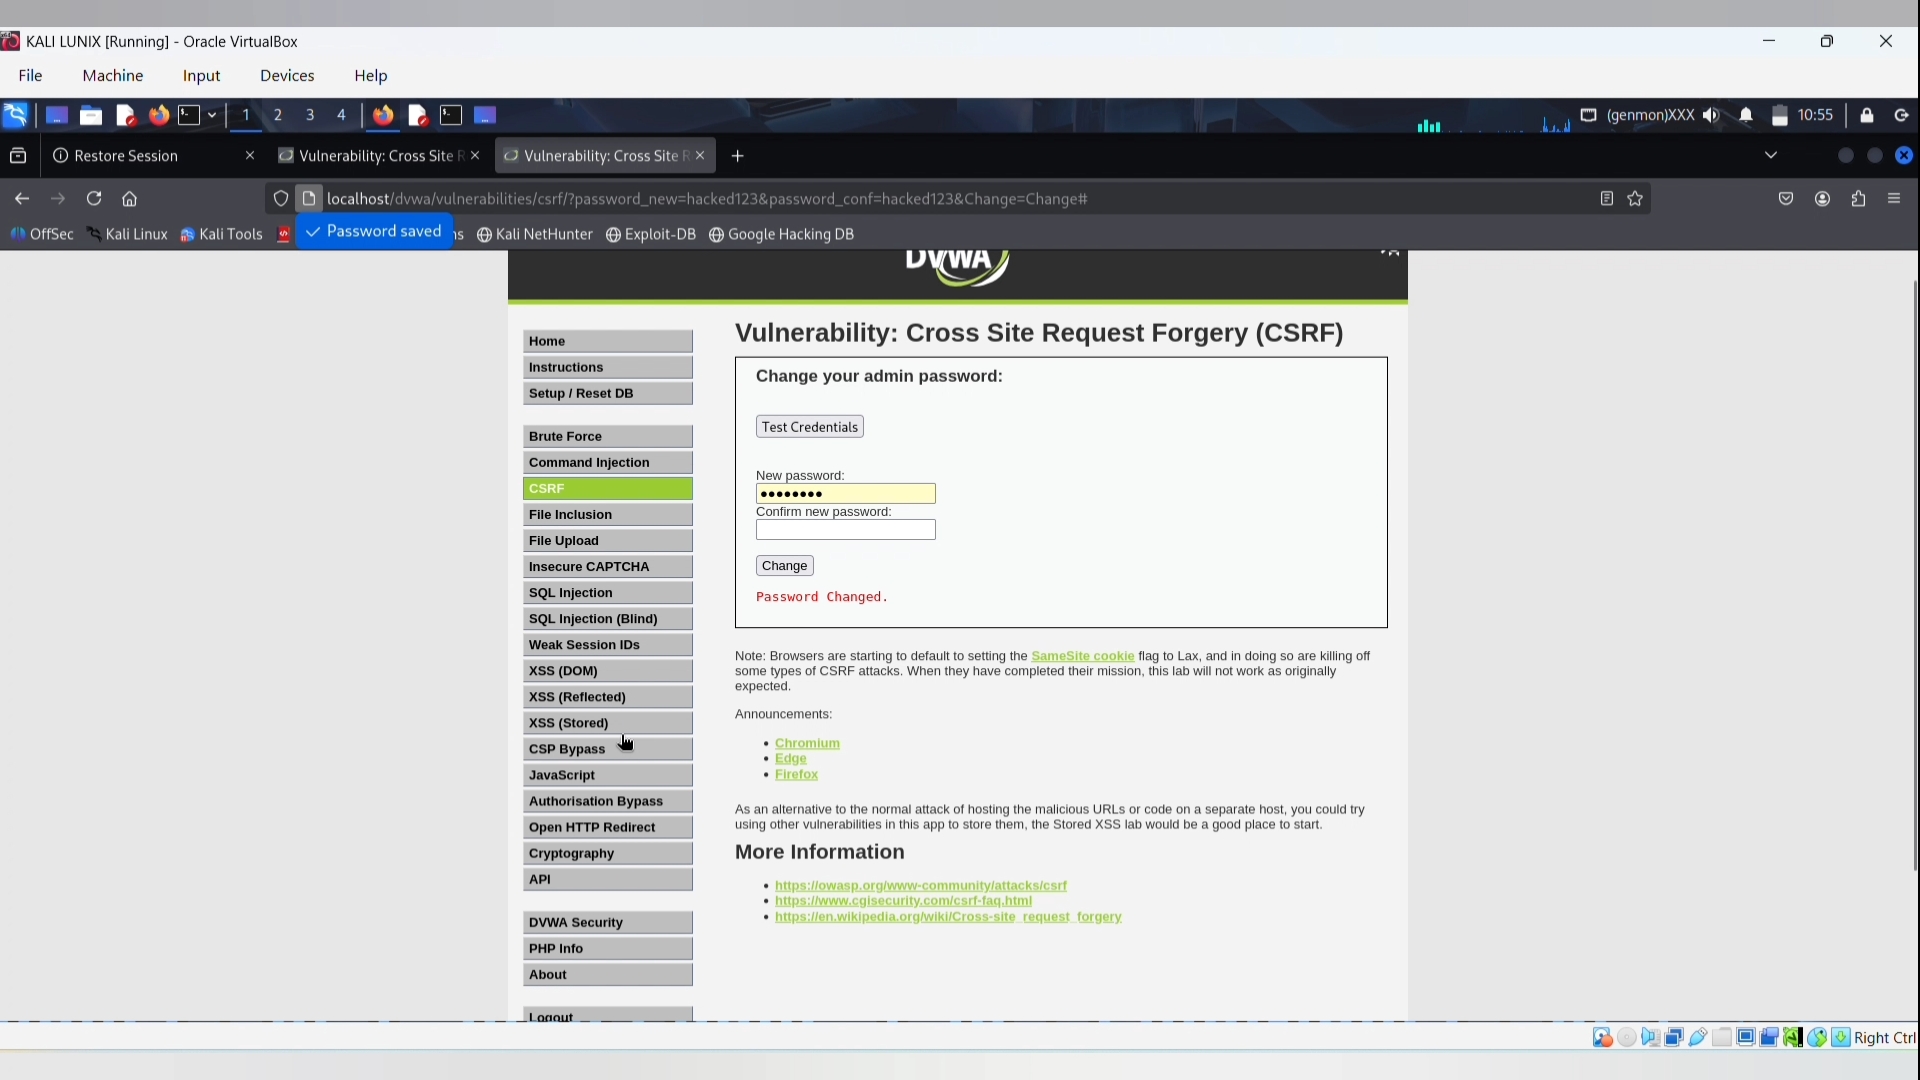 KALI LUNIX [Running] - Oracle VirtualBox
File Machine Input Devices Help
1 2 3 4 (genmon)XXX 10:55
Restore Session Vulnerability: Cross Site R Vulnerability: Cross Site R
localhost/dvwa/vulnerabilities/csrf/?password_new=hacked123&password_conf=hacked123&Change=Change#
OffSec Kali Linux Kali Tools Password saved Kali NetHunter Exploit-DB Google Hacking DB
DVWA
Home
Instructions
Setup / Reset DB
Brute Force
Command Injection
CSRF
File Inclusion
File Upload
Insecure CAPTCHA
SQL Injection
SQL Injection (Blind)
Weak Session IDs
XSS (DOM)
XSS (Reflected)
XSS (Stored)
CSP Bypass
JavaScript
Authorisation Bypass
Open HTTP Redirect
Cryptography
API
DVWA Security
PHP Info
About
Logout
Vulnerability: Cross Site Request Forgery (CSRF)
Change your admin password:
Test Credentials
New password:
Confirm new password:
Change
Password Changed.
Note: Browsers are starting to default to setting the SameSite cookie flag to Lax, and in doing so are killing off
some types of CSRF attacks. When they have completed their mission, this lab will not work as originally
expected.
Announcements:
Chromium
Edge
Firefox
As an alternative to the normal attack of hosting the malicious URLs or code on a separate host, you could try
using other vulnerabilities in this app to store them, the Stored XSS lab would be a good place to start.
More Information
https://owasp.org/www-community/attacks/csrf
https://www.cgisecurity.com/csrf-faq.html
https://en.wikipedia.org/wiki/Cross-site_request_forgery
Right Ctrl